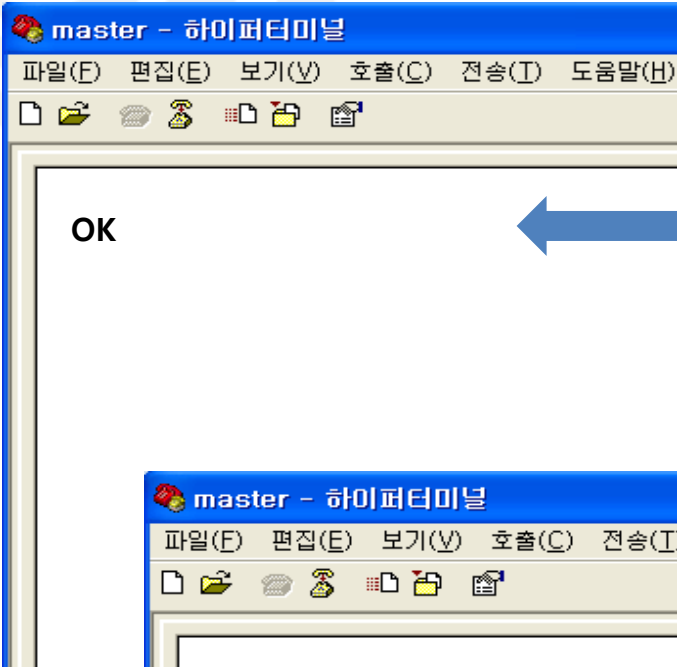 master - 하이퍼터미널
파일(F) 편집(E) 보기(V) 호출(C) 전송(T) 도움말(H)
OK
master - 하이퍼터미널
파일(F) 편집(E) 보기(V) 호출(C) 전송(T